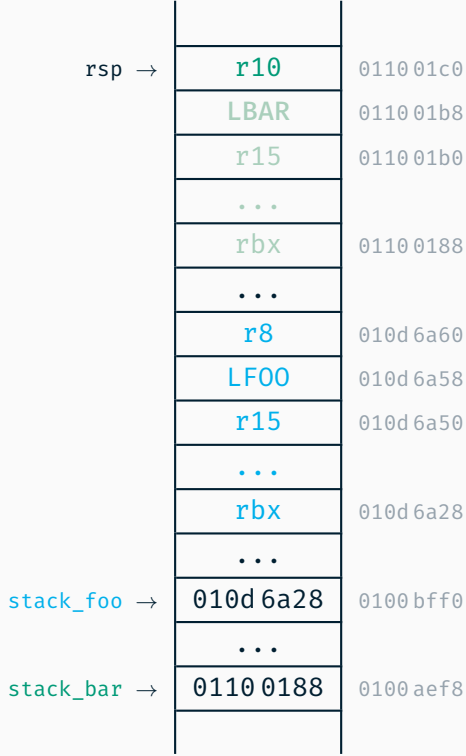 rsp → r10 0110 01c0
LBAR 0110 01b8
r15 0110 01b0
...
rbx 0110 0188
...
r8 010d 6a60
LFOO 010d 6a58
r15 010d 6a50
...
rbx 010d 6a28
...
stack_foo → 010d 6a28 0100 bff0
...
stack_bar → 0110 0188 0100 aef8